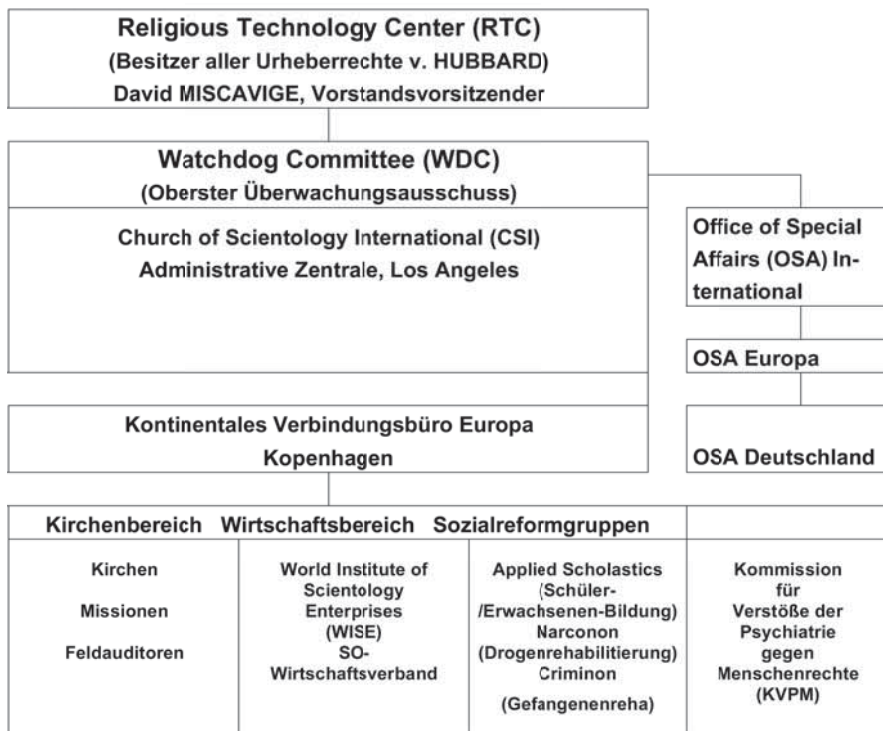 Religious Technology Center (RTC)
(Besitzer aller Urheberrechte v. HUBBARD)
David MISCAVIGE, Vorstandsvorsitzender
Watchdog Committee (WDC)
(Oberster Überwachungsausschuss)
Church of Scientology International (CSI)
Administrative Zentrale, Los Angeles
Office of Special
Affairs (OSA) In-
ternational
OSA Europa
Kontinentales Verbindungsbüro Europa
Kopenhagen
OSA Deutschland
Kirchenbereich Wirtschaftsbereich Sozialreformgruppen
Kirchen
Missionen
Feldauditoren
World Institute of
Scientology
Enterprises
(WISE)
SO-
Wirtschaftsverband
Applied Scholastics
(Schüler-
/Erwachsenen-Bildung)
Narconon
(Drogenrehabilitierung)
Criminon
(Gefangenenreha)
Kommission
für
Verstöße der
Psychiatrie
gegen
Menschenrechte
(KVPM)